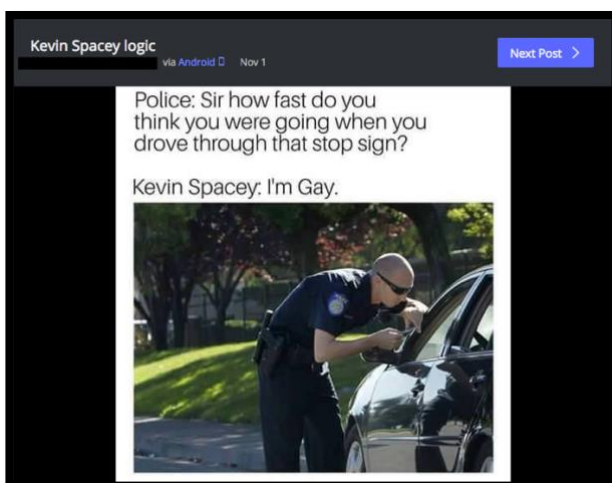 Kevin Spacey logic
via Android Nov 1
Next Post >
Police: Sir how fast do you
think you were going when you
drove through that stop sign?
Kevin Spacey: I'm Gay.